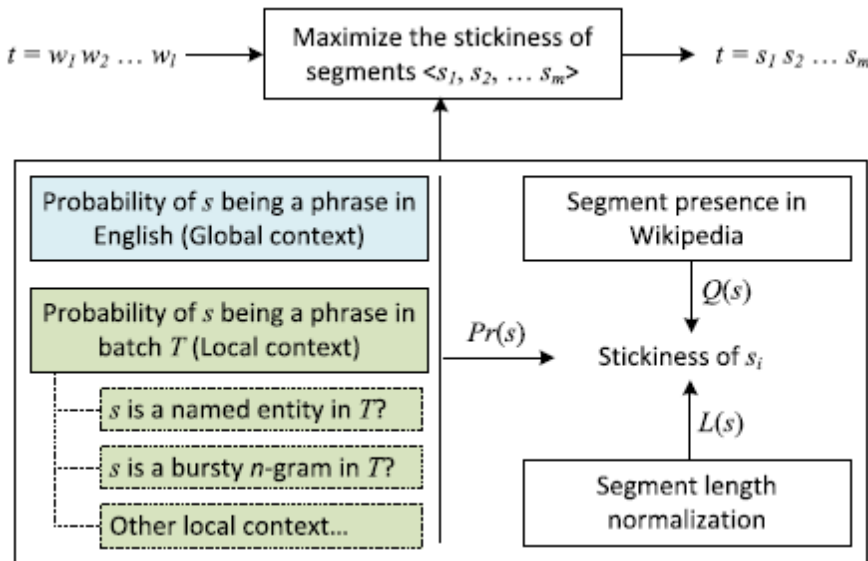 t = w1 w2 … wl
Maximize the stickiness of
segments <s1, s2, … sm>
t = s1 s2 … sm
Probability of s being a phrase in
English (Global context)
Probability of s being a phrase in
batch T (Local context)
s is a named entity in T?
s is a bursty n-gram in T?
Other local context…
Pr(s)
Segment presence in
Wikipedia
Q(s)
Stickiness of si
L(s)
Segment length
normalization